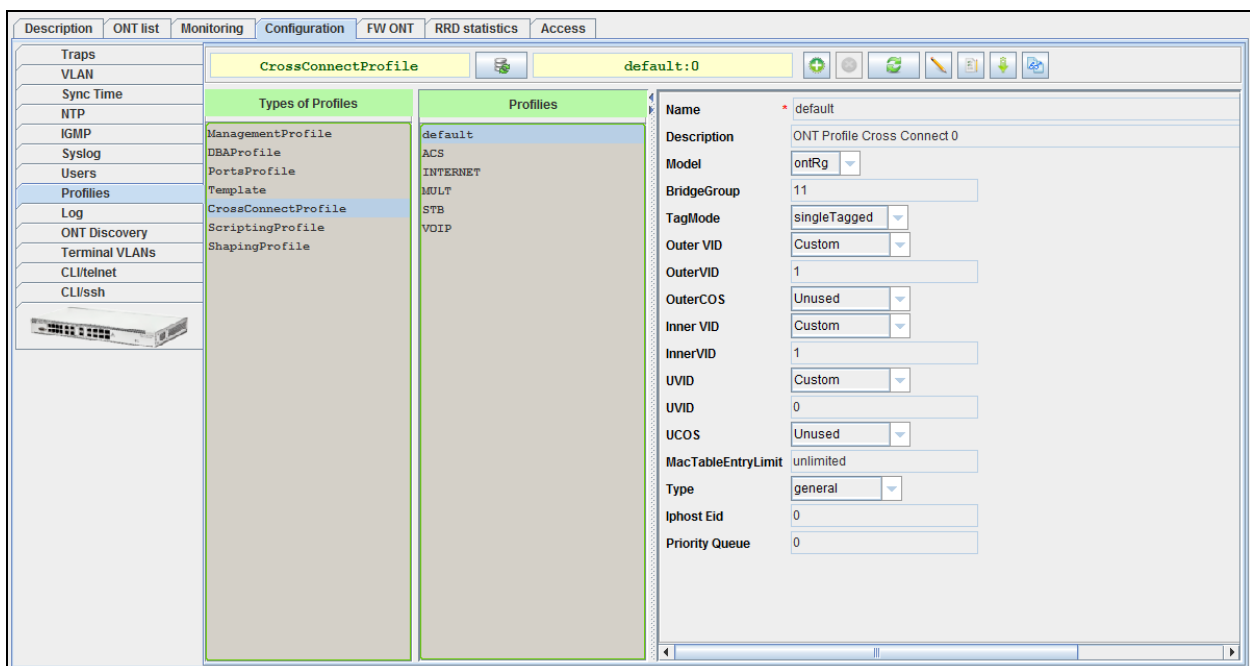 Description ONT list Monitoring Configuration FW ONT RRD statistics Access
Traps
VLAN
Sync Time
NTP
IGMP
Syslog
Users
Profilies
Log
ONT Discovery
Terminal VLANs
CLI/telnet
CLI/ssh
CrossConnectProfile
default:0
Types of Profiles
ManagementProfile
DBAProfile
PortsProfile
Template
CrossConnectProfile
ScriptingProfile
ShapingProfile
Profilies
default
ACS
INTERNET
MULT
STB
VOIP
Name * default
Description ONT Profile Cross Connect 0
Model ontRg
BridgeGroup 11
TagMode singleTagged
Outer VID Custom
OuterVID 1
OuterCOS Unused
Inner VID Custom
InnerVID 1
UVID Custom
UVID 0
UCOS Unused
MacTableEntryLimit unlimited
Type general
Iphost Eid 0
Priority Queue 0